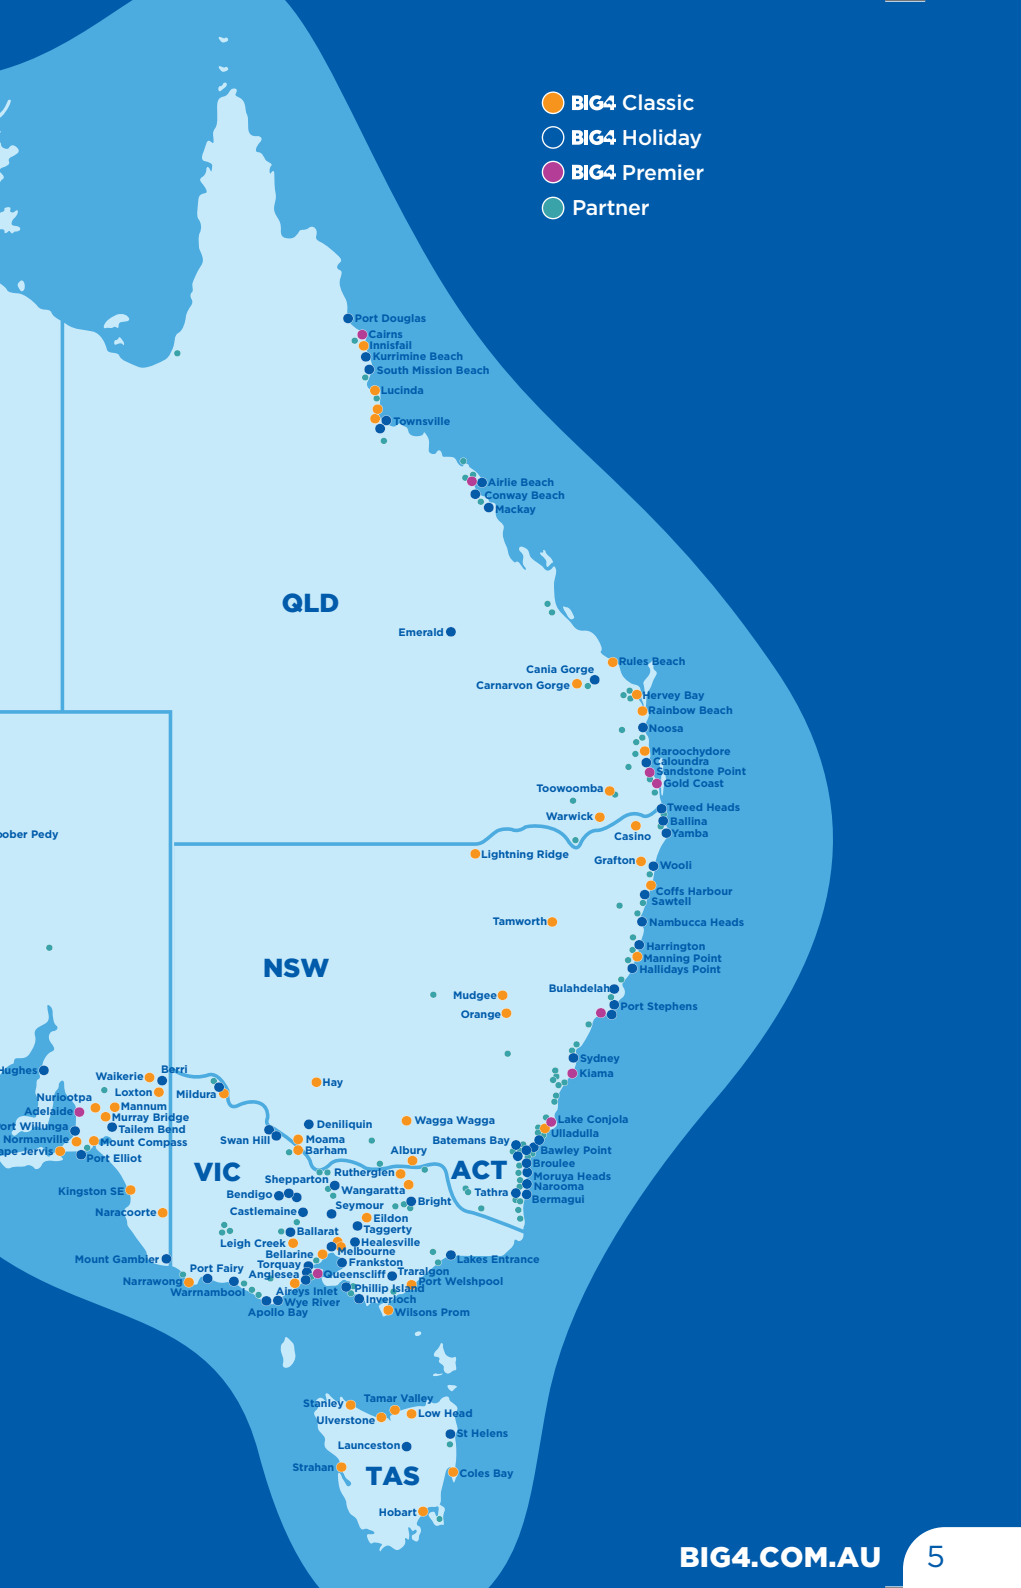 BIG4 Classic
BIG4 Holiday
BIG4 Premier
Partner
Port Douglas
Cairns
Innisfail
Kurrimine Beach
South Mission Beach
Lucinda
Townsville
Airlie Beach
Conway Beach
Mackay
QLD
Emerald
Rules Beach
Cania Gorge
Carnarvon Gorge
Hervey Bay
Rainbow Beach
Noosa
Maroochydore
Caloundra
Sandstone Point
Gold Coast
Toowoomba
Tweed Heads
Warwick
Ballina
Casino
Yamba
ober Pedy
Lightning Ridge
Grafton
Wooli
Coffs Harbour
Sawtell
Tamworth
Nambucca Heads
Harrington
Manning Point
Hallidays Point
NSW
Bulahdelah
Mudgee
Port Stephens
Orange
Sydney
Kiama
Hughes
Waikerie
Berri
Hay
Loxton
Mildura
Nuriootpa
Mannum
Adelaide
Murray Bridge
ort Willunga
Tailem Bend
Normanville
Mount Compass
ape Jervis
Port Elliot
Lake Conjola
Wagga Wagga
Deniliquin
Ulladulla
Swan Hill
Moama
Batemans Bay
Barham
Albury
Bawley Point
VIC
ACT
Broulee
Rutherglen
Moruya Heads
Shepparton
Narooma
Wangaratta
Tathra
Bermagui
Kingston SE
Bendigo
Bright
Seymour
Castlemaine
Naracoorte
Eildon
Taggerty
Ballarat
Leigh Creek
Healesville
Melbourne
Bellarine
Mount Gambier
Lakes Entrance
Frankston
Torquay
Port Fairy
Anglesea
Queenscliff
Traralgon
Narrawong
Port Welshpool
Warrnambool
Aireys Inlet
Phillip Island
Inverloch
Wye River
Apollo Bay
Wilsons Prom
Stanley
Tamar Valley
Low Head
Ulverstone
St Helens
Launceston
Strahan
TAS
Coles Bay
Hobart
BIG4.COM.AU
5